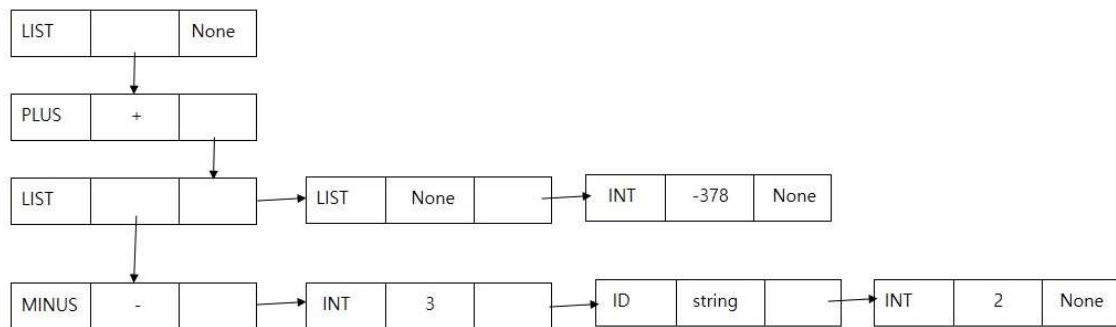 LIST None
PLUS +
LIST LIST None INT -378 None
MINUS - INT 3 ID string INT 2 None